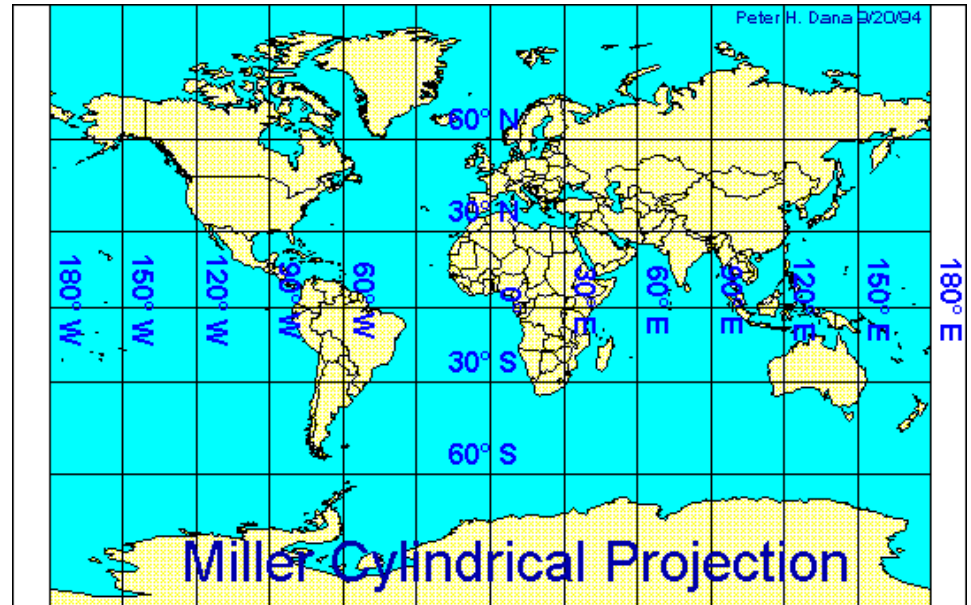 Peter H. Dana 9/20/94
60° N
30° N
180° W
150° W
120° W
90° W
60° W
0°
30° E
60° E
90° E
120° E
150° E
180° E
30° S
60° S
Miller Cylindrical Projection